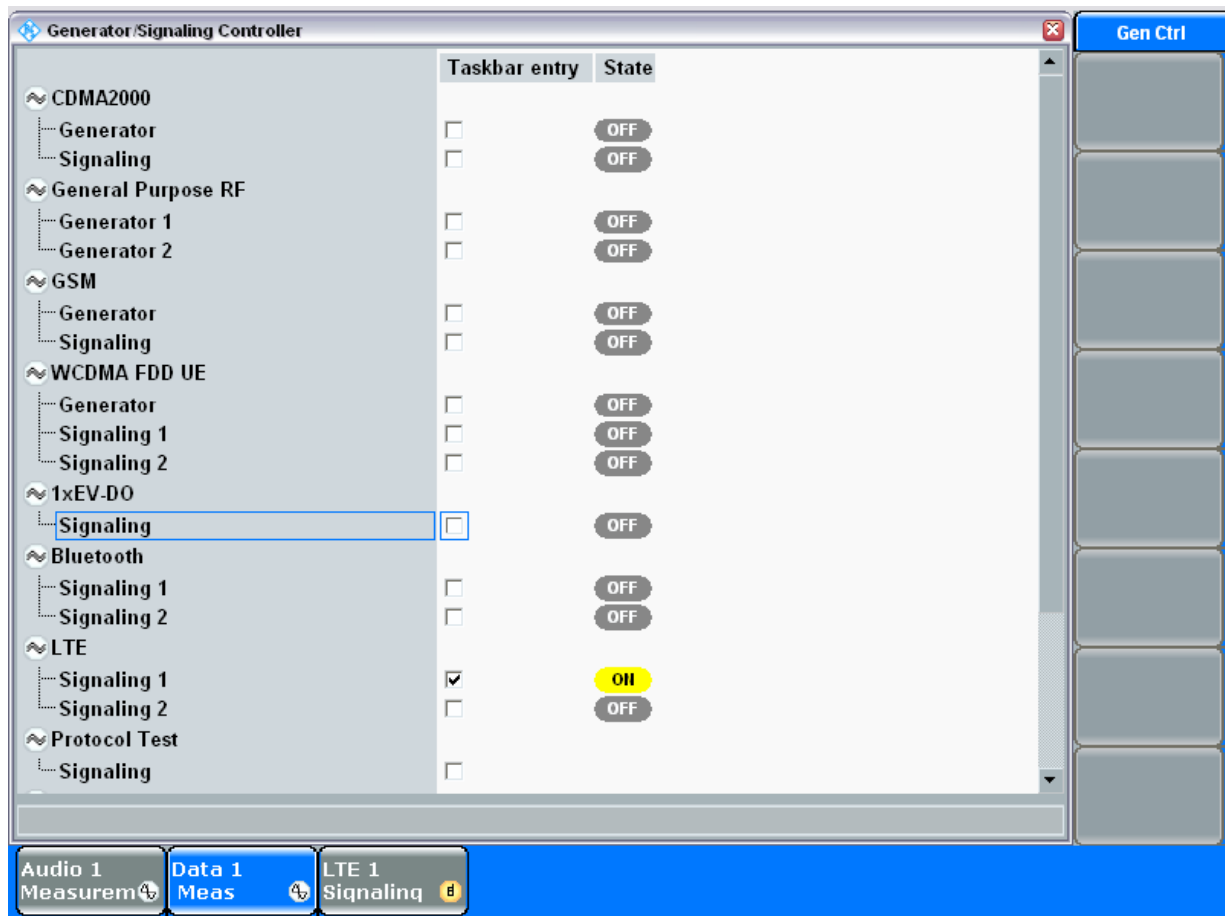 Generator/Signaling Controller
Gen Ctrl
Taskbar entry State
CDMA2000
Generator OFF
Signaling OFF
General Purpose RF
Generator 1 OFF
Generator 2 OFF
GSM
Generator OFF
Signaling OFF
WCDMA FDD UE
Generator OFF
Signaling 1 OFF
Signaling 2 OFF
1xEV-DO
Signaling OFF
Bluetooth
Signaling 1 OFF
Signaling 2 OFF
LTE
Signaling 1 ON
Signaling 2 OFF
Protocol Test
Signaling
Audio 1 Data 1 LTE 1
Measurem Meas Signaling